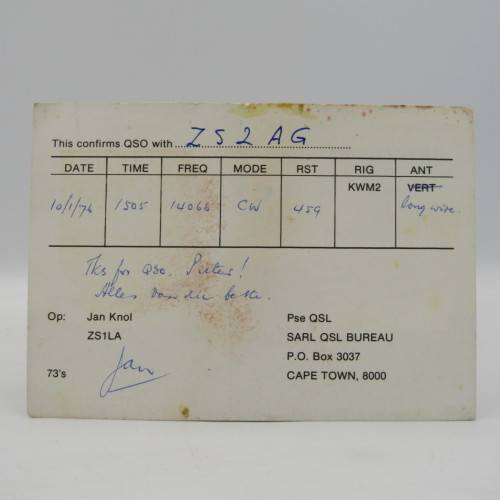 This confirms QSO with ZS2AG
DATE TIME FREQ MODE RST RIG ANT
KWM2 VERT
10/1/76 1505 14066 CW 459 long wire.
Tks for QSO. Pieter!
Alles van die beste.
Op: Jan Knol Pse QSL
ZS1LA SARL QSL BUREAU
P.O. Box 3037
73's Jan CAPE TOWN, 8000